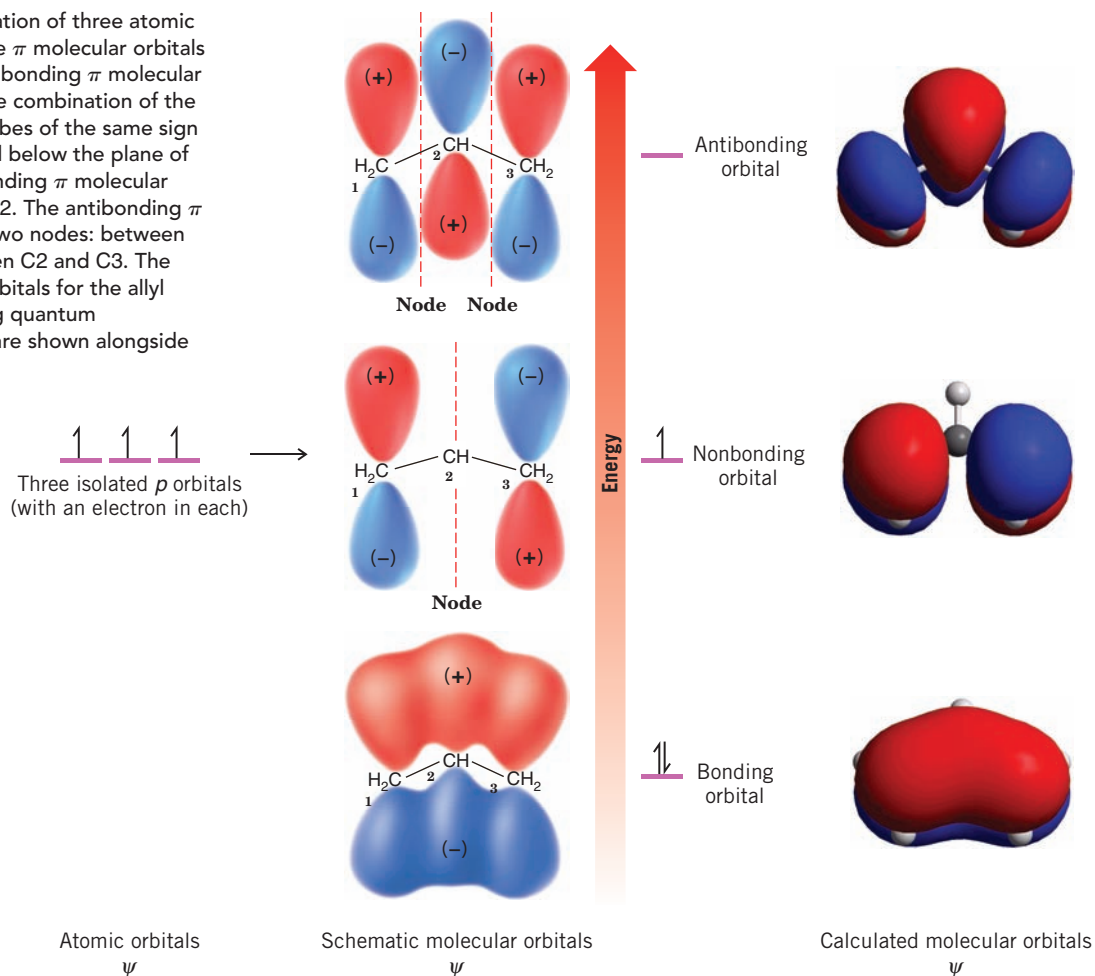 ation of three atomic
e π molecular orbitals
ibonding π molecular
e combination of the
bes of the same sign
l below the plane of
nding π molecular
2. The antibonding π
wo nodes: between
en C2 and C3. The
rbitals for the allyl
g quantum
are shown alongside
(+) (−) (+)
H₂C CH CH₂
1 2 3
(−) (+) (−)
Node Node
Antibonding
orbital
Three isolated p orbitals
(with an electron in each)
(+) (−)
H₂C CH CH₂
1 2 3
(−) (+)
Node
Energy
Nonbonding
orbital
(+)
H₂C CH CH₂
1 2 3
(−)
Bonding
orbital
Atomic orbitals
ψ
Schematic molecular orbitals
ψ
Calculated molecular orbitals
ψ